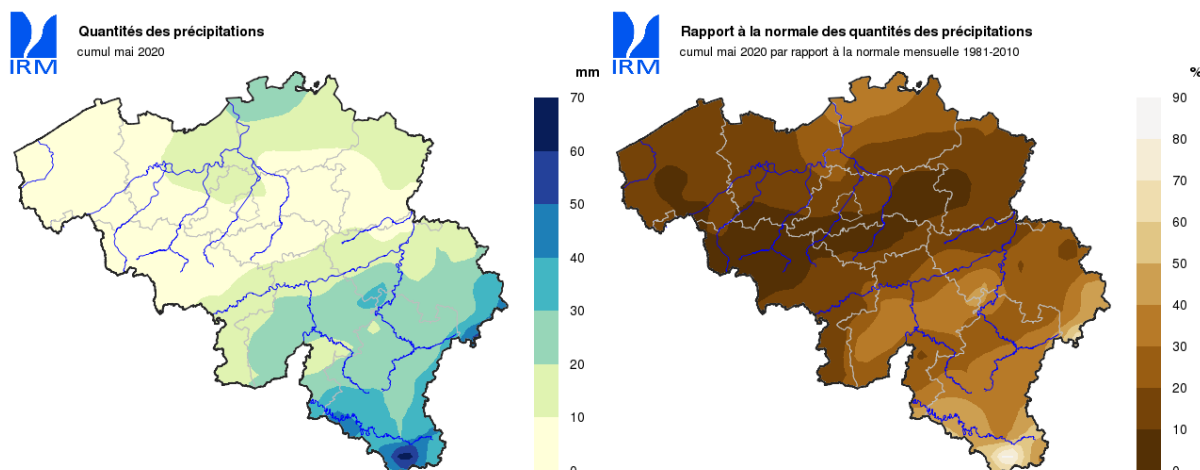 IRM
Quantités des précipitations
cumul mai 2020
mm
70
60
50
40
30
20
10
0
IRM
Rapport à la normale des quantités des précipitations
cumul mai 2020 par rapport à la normale mensuelle 1981-2010
%
90
80
70
60
50
40
30
20
10
0